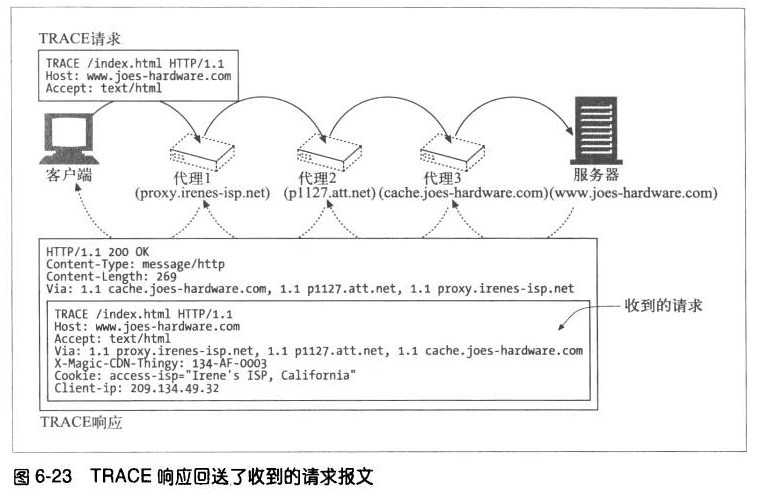 TRACE请求
TRACE /index.html HTTP/1.1
Host: www.joes-hardware.com
Accept: text/html
客户端
代理1
(proxy.irenes-isp.net)
代理2
(p1127.att.net)
代理3
(cache.joes-hardware.com)
服务器
(www.joes-hardware.com)
HTTP/1.1 200 OK
Content-Type: message/http
Content-Length: 269
Via: 1.1 cache.joes-hardware.com, 1.1 p1127.att.net, 1.1 proxy.irenes-isp.net
TRACE /index.html HTTP/1.1
Host: www.joes-hardware.com
Accept: text/html
Via: 1.1 proxy.irenes-isp.net, 1.1 p1127.att.net, 1.1 cache.joes-hardware.com
X-Magic-CDN-Thingy: 134-AF-0003
Cookie: access-isp="Irene's ISP, California"
Client-ip: 209.134.49.32
收到的请求
TRACE响应
图 6-23 TRACE 响应回送了收到的请求报文